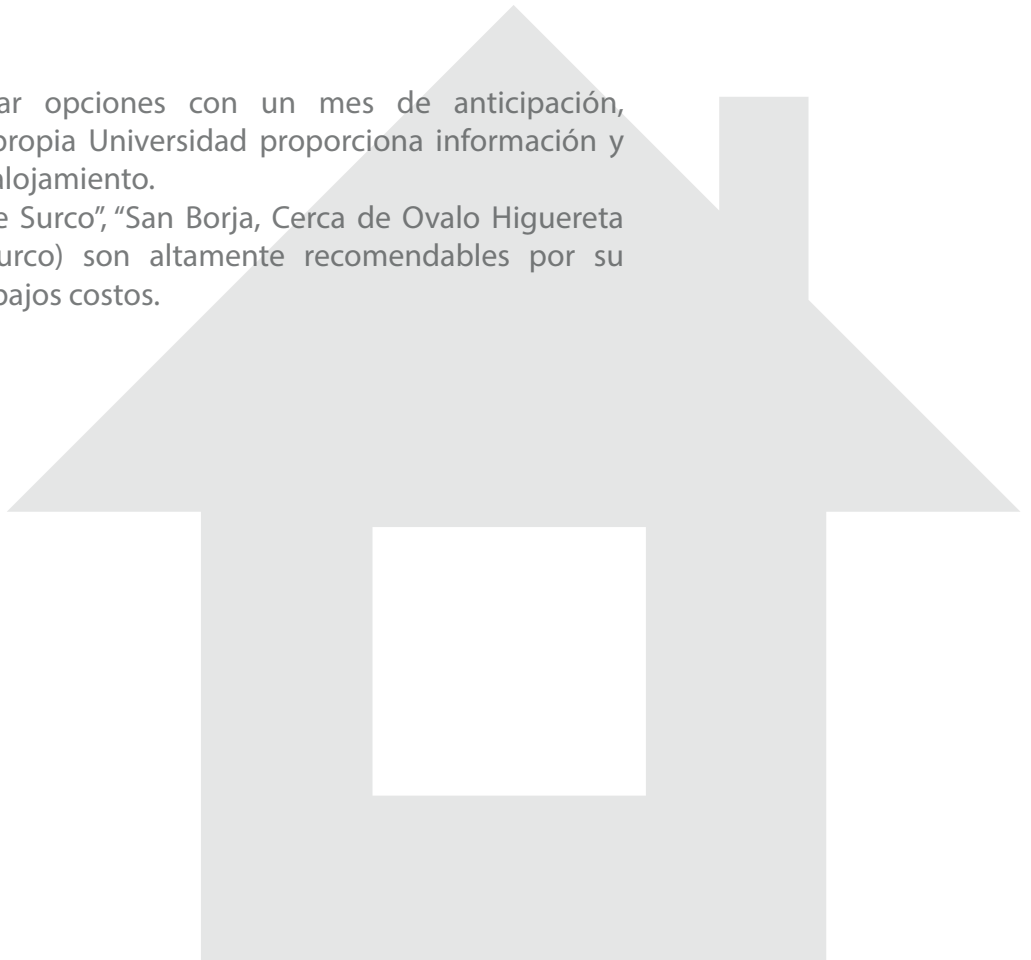 ar opciones con un mes de anticipación,
propia Universidad proporciona información y
alojamiento.
e Surco”, “San Borja, Cerca de Ovalo Higuereta
urco) son altamente recomendables por su
bajos costos.